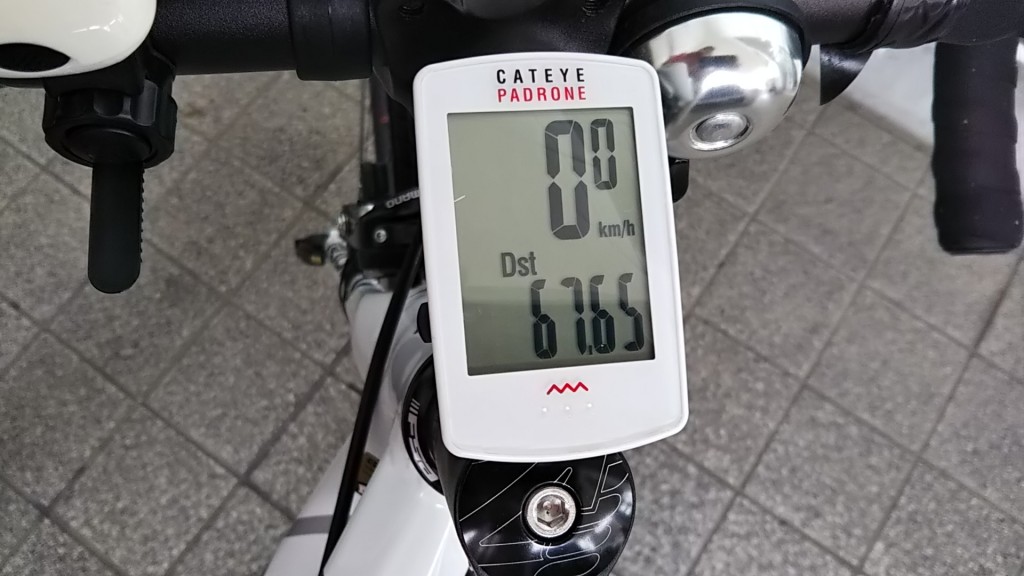 CATEYE
PADRONE
0.0
km/h
Dst
67.65